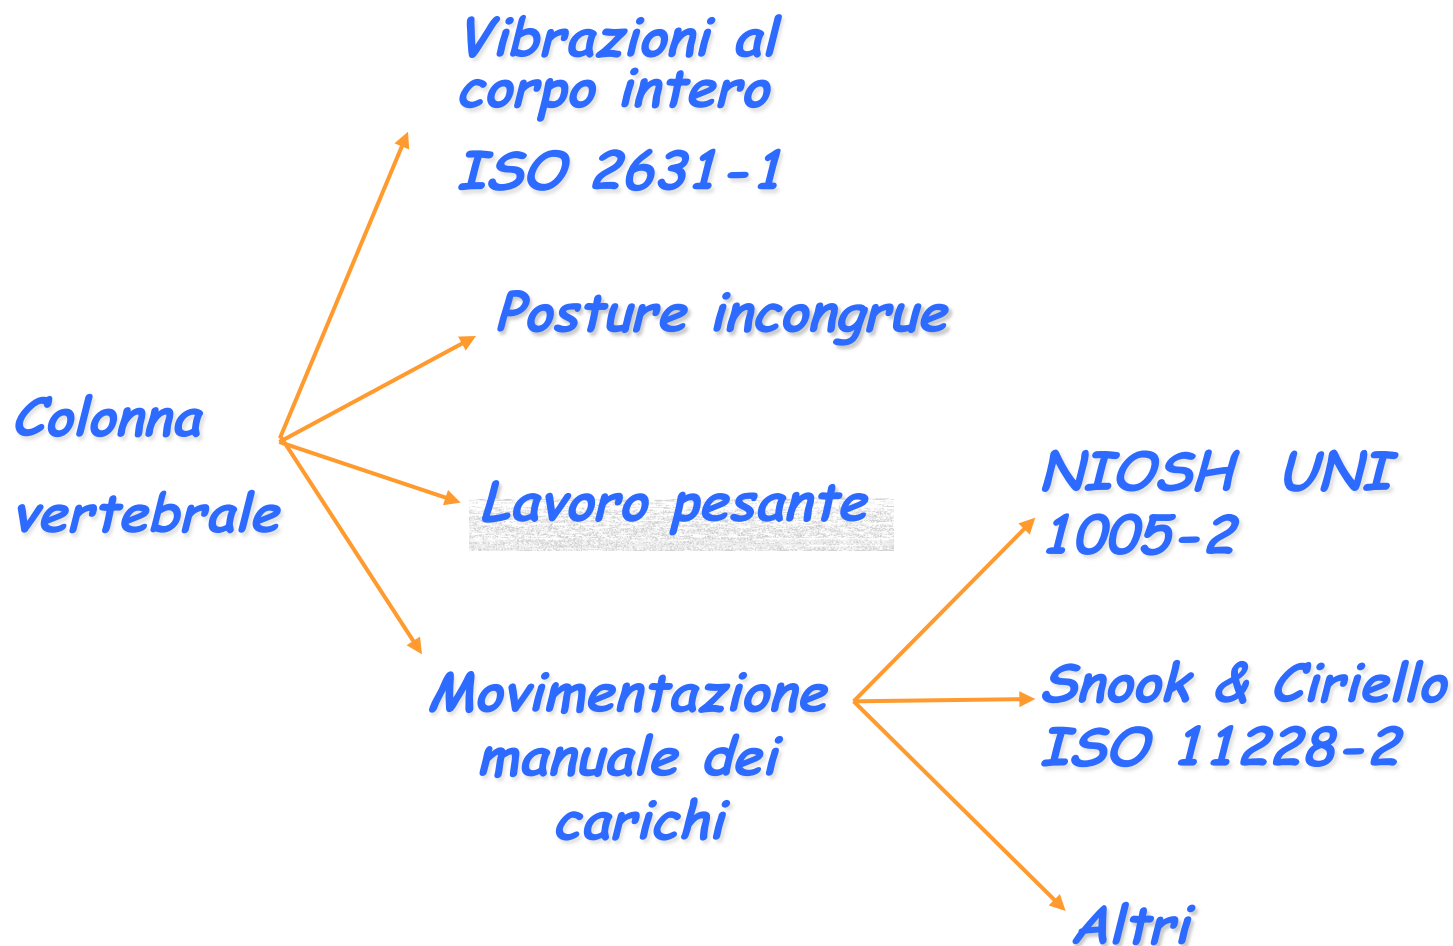 Vibrazioni al
corpo intero
ISO 2631-1
Posture incongrue
Colonna
vertebrale
Lavoro pesante
Movimentazione
manuale dei
carichi
NIOSH UNI
1005-2
Snook & Ciriello
ISO 11228-2
Altri